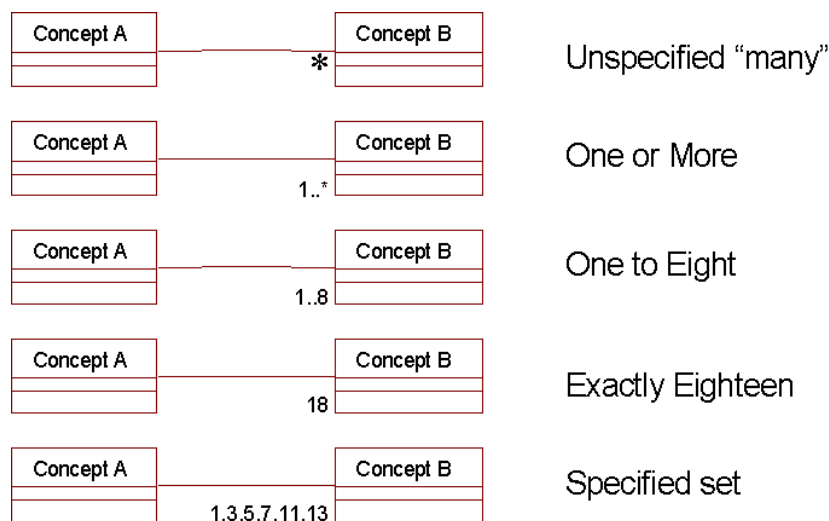 Concept A Concept B
* Unspecified “many”
Concept A Concept B
One or More
1..*
Concept A Concept B
One to Eight
1..8
Concept A Concept B
Exactly Eighteen
18
Concept A Concept B
Specified set
1,3,5,7,11,13